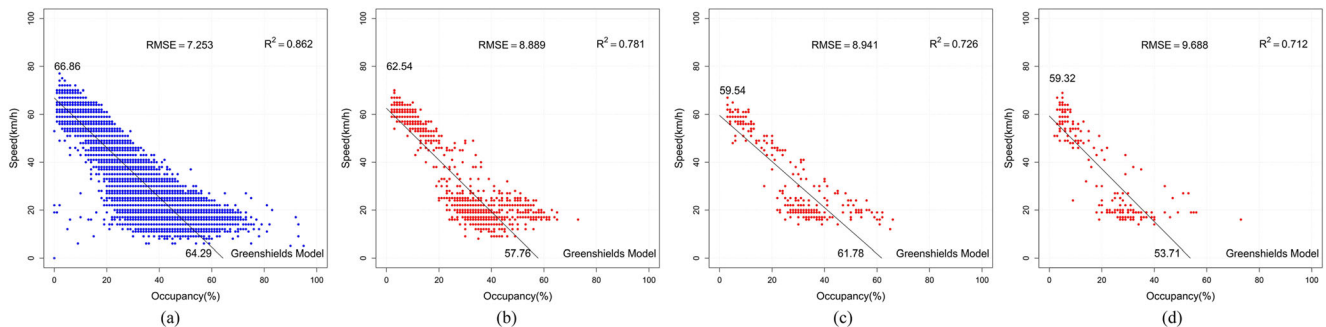 RMSE = 7.253 R² = 0.862
66.86
64.29 Greenshields Model
Speed(km/h)
0 20 40 60 80 100
0 20 40 60 80 100
Occupancy(%)
(a)
RMSE = 8.889 R² = 0.781
62.54
57.76 Greenshields Model
Speed(km/h)
0 20 40 60 80 100
0 20 40 60 80 100
Occupancy(%)
(b)
RMSE = 8.941 R² = 0.726
59.54
61.78 Greenshields Model
Speed(km/h)
0 20 40 60 80 100
0 20 40 60 80 100
Occupancy(%)
(c)
RMSE = 9.688 R² = 0.712
59.32
53.71 Greenshields Model
Speed(km/h)
0 20 40 60 80 100
0 20 40 60 80 100
Occupancy(%)
(d)